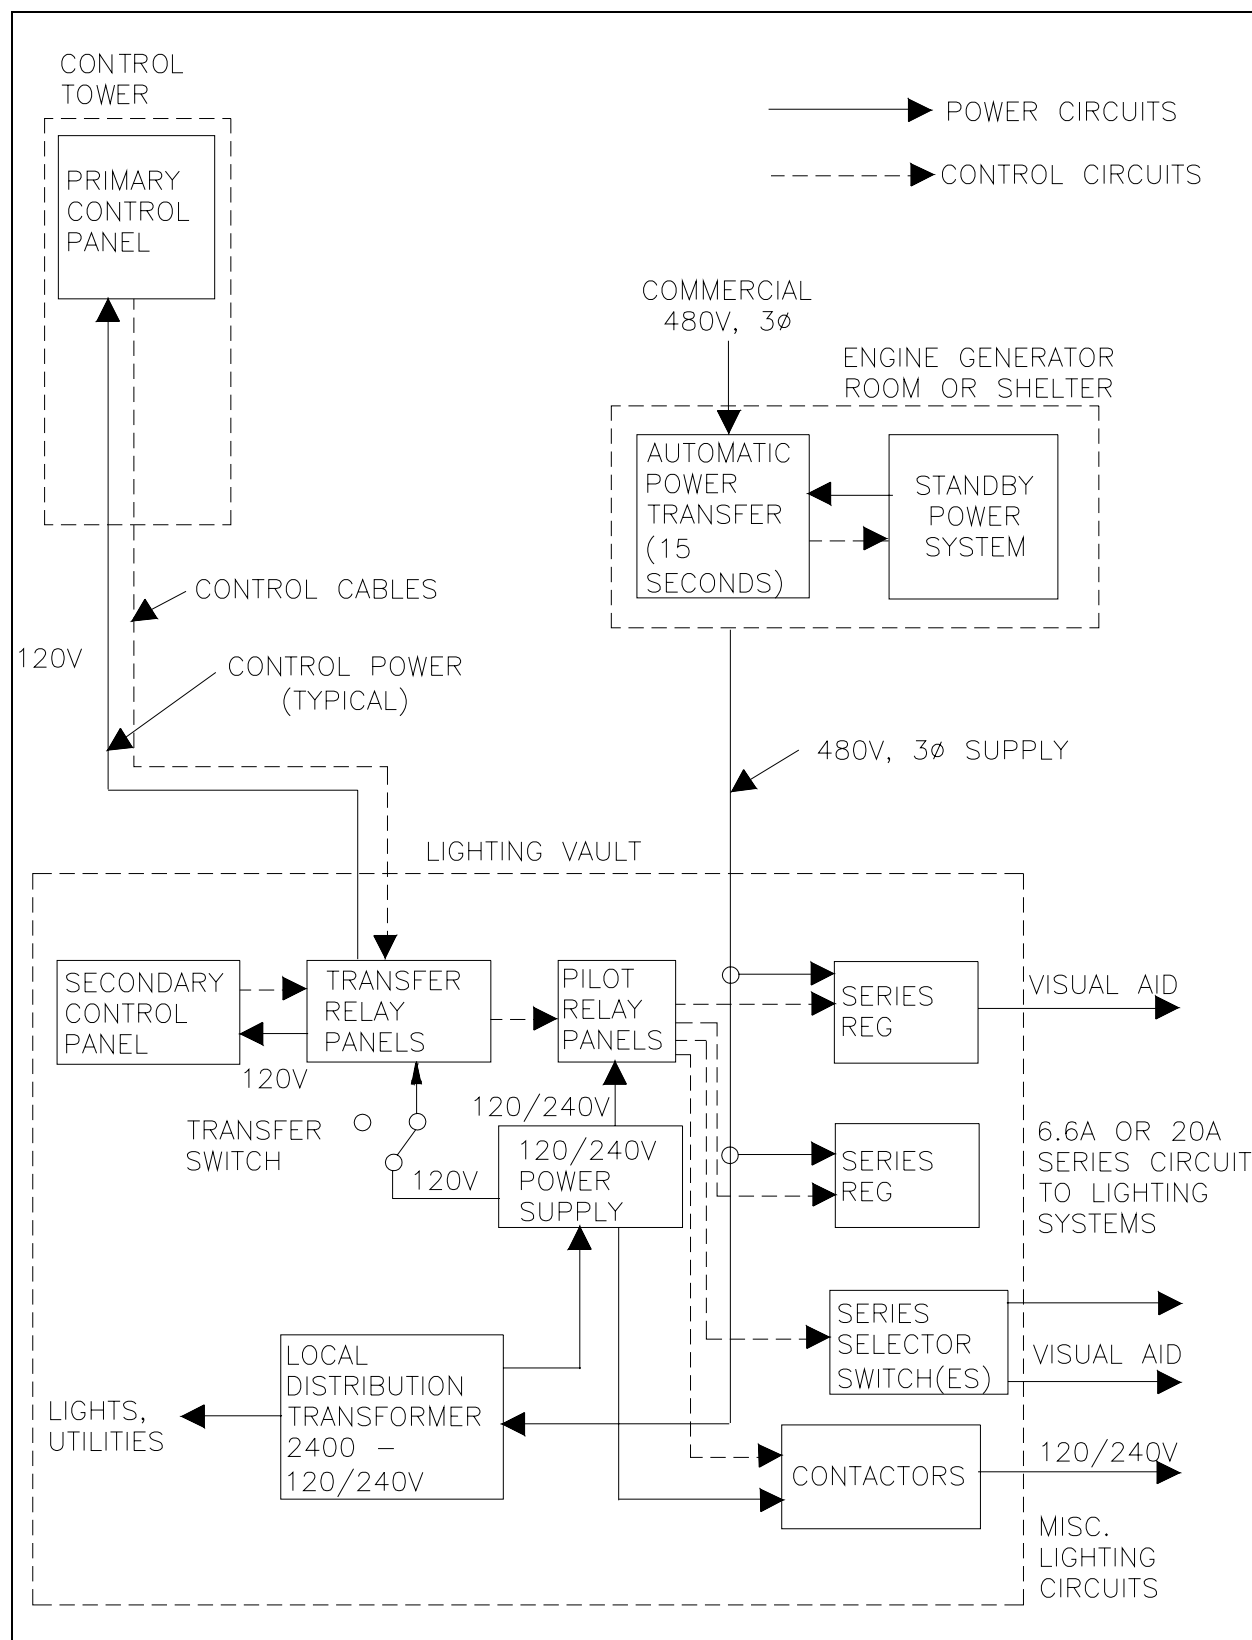 CONTROL
TOWER
POWER CIRCUITS
CONTROL CIRCUITS
PRIMARY
CONTROL
PANEL
COMMERCIAL
480V, 3ø
ENGINE GENERATOR
ROOM OR SHELTER
AUTOMATIC
POWER
TRANSFER
(15
SECONDS)
STANDBY
POWER
SYSTEM
CONTROL CABLES
120V
CONTROL POWER
(TYPICAL)
480V, 3ø SUPPLY
LIGHTING VAULT
SECONDARY
CONTROL
PANEL
TRANSFER
RELAY
PANELS
PILOT
RELAY
PANELS
SERIES
REG
VISUAL AID
120V
120/240V
TRANSFER
SWITCH
120V
120/240V
POWER
SUPPLY
SERIES
REG
6.6A OR 20A
SERIES CIRCUIT
TO LIGHTING
SYSTEMS
SERIES
SELECTOR
SWITCH(ES)
VISUAL AID
LOCAL
DISTRIBUTION
TRANSFORMER
2400 –
120/240V
LIGHTS,
UTILITIES
CONTACTORS
120/240V
MISC.
LIGHTING
CIRCUITS